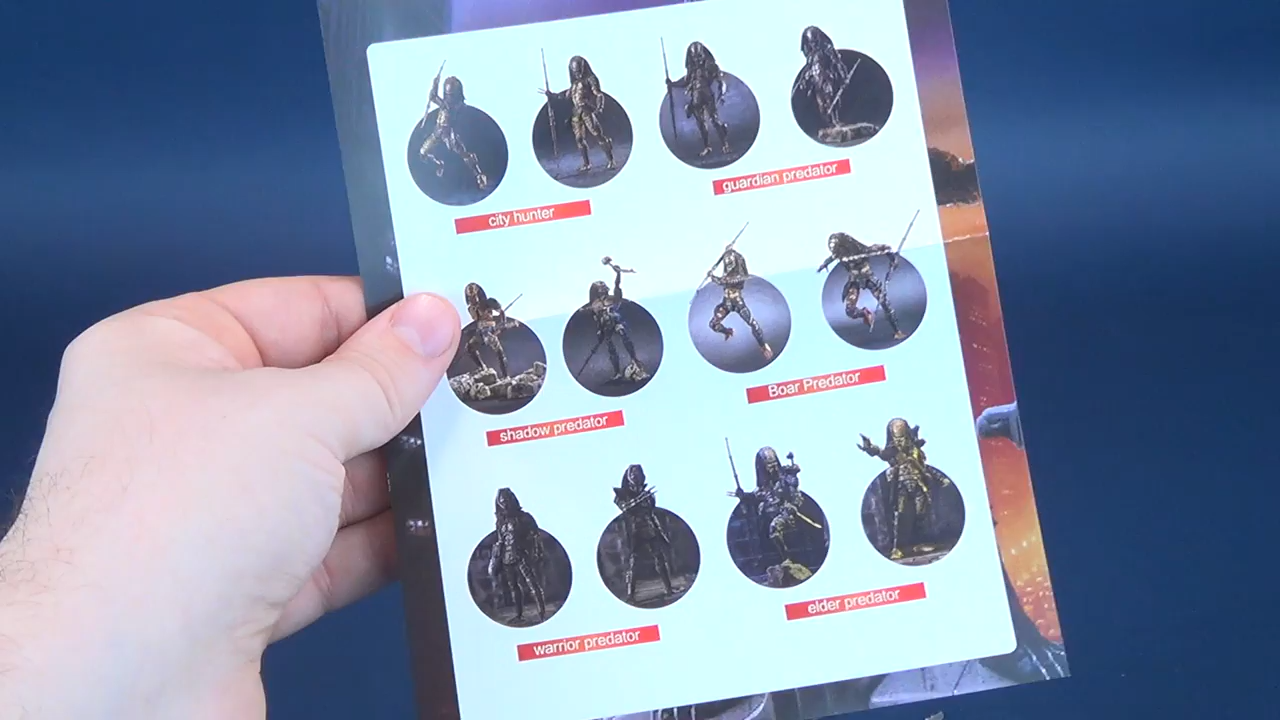 city hunter
guardian predator
shadow predator
Boar Predator
warrior predator
elder predator